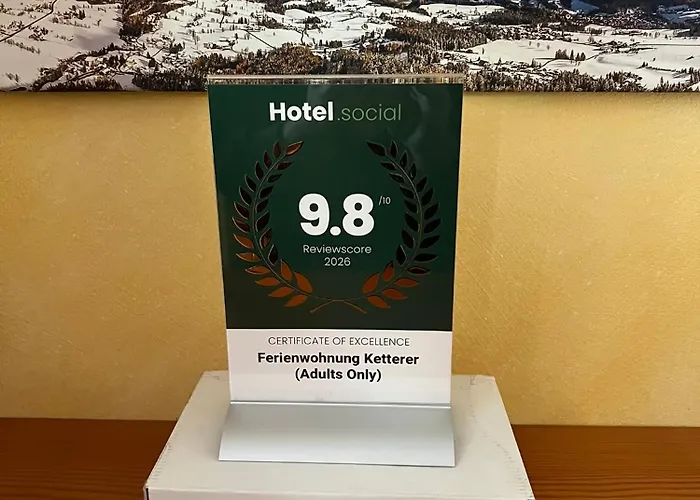 Hotel.social
9.8/10
Reviewscore
2026
CERTIFICATE OF EXCELLENCE
Ferienwohnung Ketterer
(Adults Only)